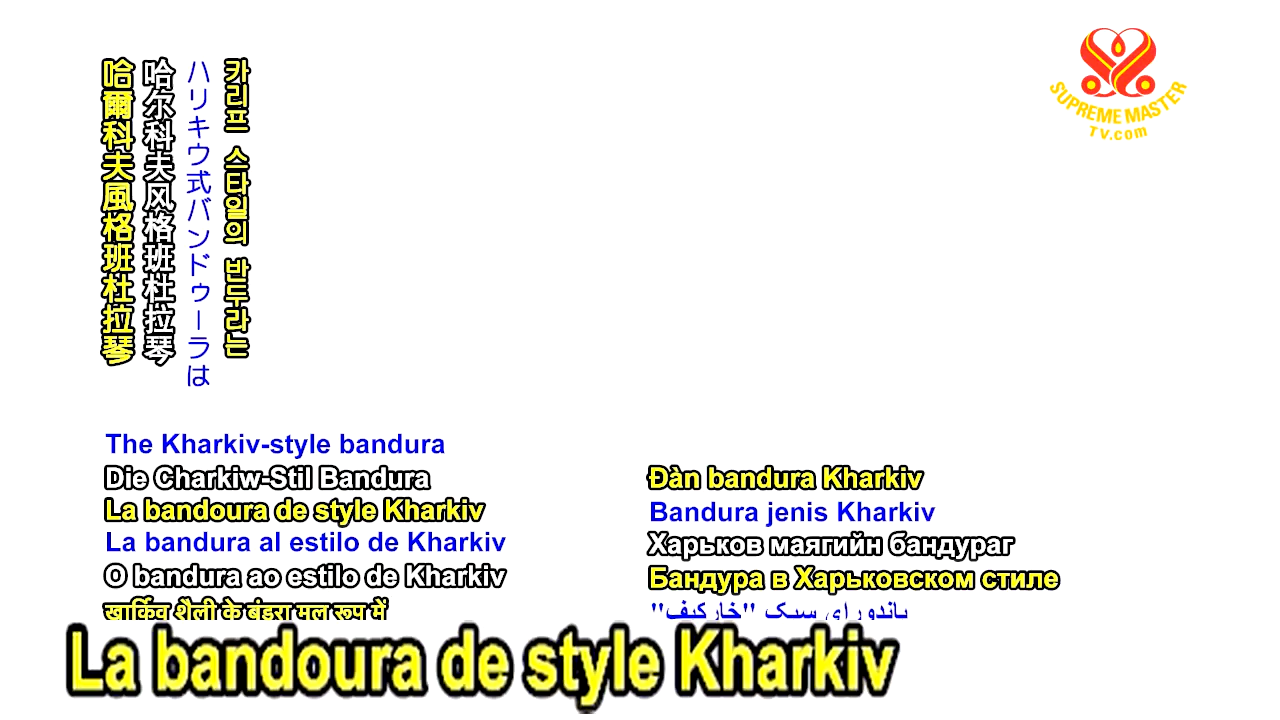 哈爾科夫風格班杜拉琴
哈尔科夫风格班杜拉琴
ハリキウ式バンドゥーラは
카리프 스타일의 반두라는
SUPREME MASTER
TV.com
The Kharkiv-style bandura
Die Charkiw-Stil Bandura
La bandoura de style Kharkiv
La bandura al estilo de Kharkiv
O bandura ao estilo de Kharkiv
खार्किव शैली के बंडुरा मूल रूप में
Đàn bandura Kharkiv
Bandura jenis Kharkiv
Харьков маягийн бандураг
Бандура в Харьковском стиле
باندورای سبک "خارکیف"
La bandoura de style Kharkiv